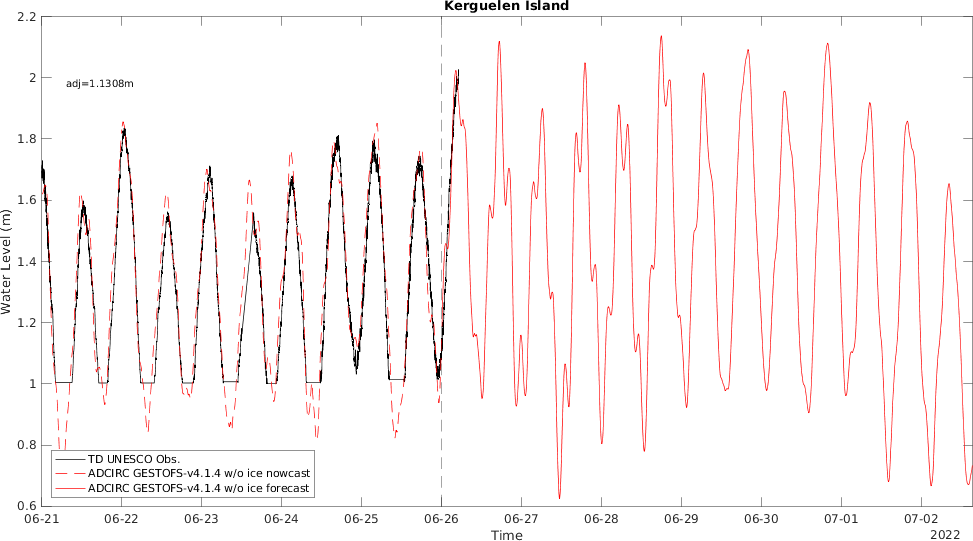 Kerguelen Island
2.2
2
1.8
1.6
1.4
1.2
1
0.8
0.6
Water Level (m)
adj=1.1308m
TD UNESCO Obs.
ADCIRC GESTOFS-v4.1.4 w/o ice nowcast
ADCIRC GESTOFS-v4.1.4 w/o ice forecast
06-21 06-22 06-23 06-24 06-25 06-26 06-27 06-28 06-29 06-30 07-01 07-02
Time
2022